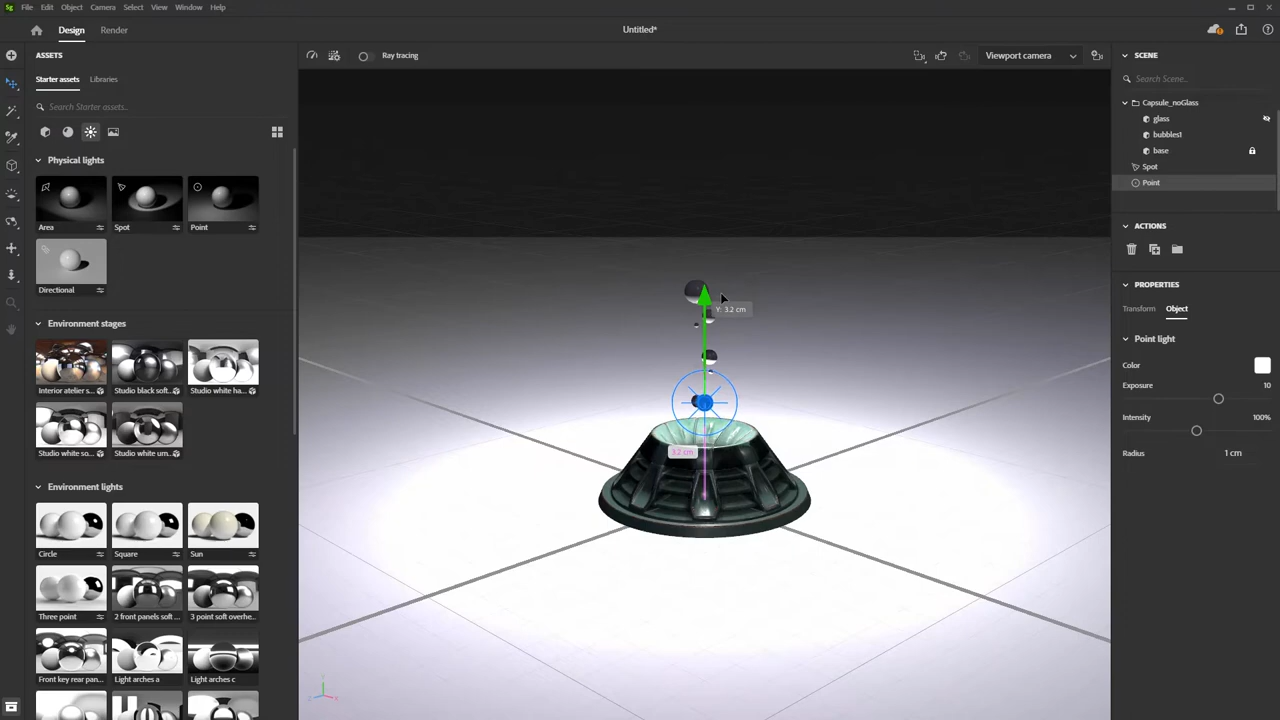 Sg File Edit Object Camera Select View Window Help
Design Render Untitled*
ASSETS
Starter assets Libraries
Search Starter assets..
Physical lights
Area Spot Point
Directional
Environment stages
Interior atelier s... Studio black soft... Studio white ha...
Studio white so... Studio white um...
Environment lights
Circle Square Sun
Three point 2 front panels soft ... 3 point soft overhe...
Front key rear pan... Light arches a Light arches c
Ray tracing Viewport camera
Y: 3.2 cm
3.2 cm
SCENE
Search Scene...
Capsule_noGlass
glass
bubbles1
base
Spot
Point
ACTIONS
PROPERTIES
Transform Object
Point light
Color
Exposure 10
Intensity 100%
Radius 1 cm